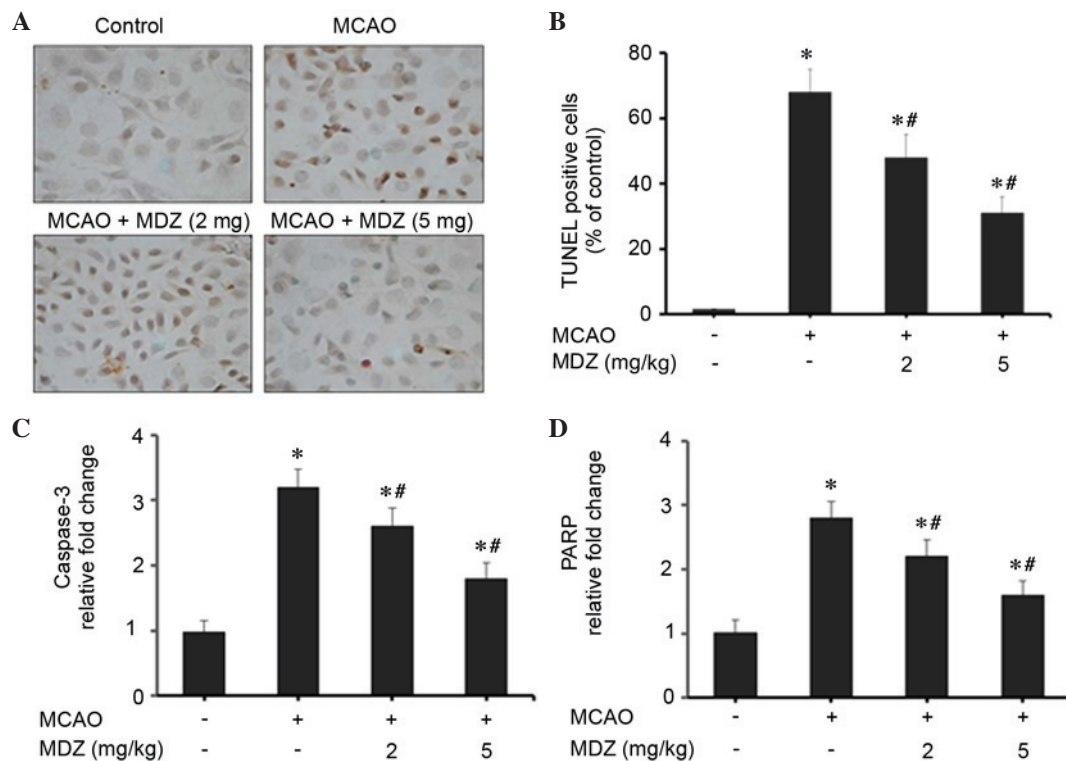 A
Control MCAO
MCAO + MDZ (2 mg) MCAO + MDZ (5 mg)
B
TUNEL positive cells
(% of control)
80
60
40
20
0
*
*#
*#
MCAO - + + +
MDZ (mg/kg) - - 2 5
C
Caspase-3
relative fold change
4
3
2
1
0
*
*#
*#
MCAO - + + +
MDZ (mg/kg) - - 2 5
D
PARP
relative fold change
4
3
2
1
0
*
*#
*#
MCAO - + + +
MDZ (mg/kg) - - 2 5